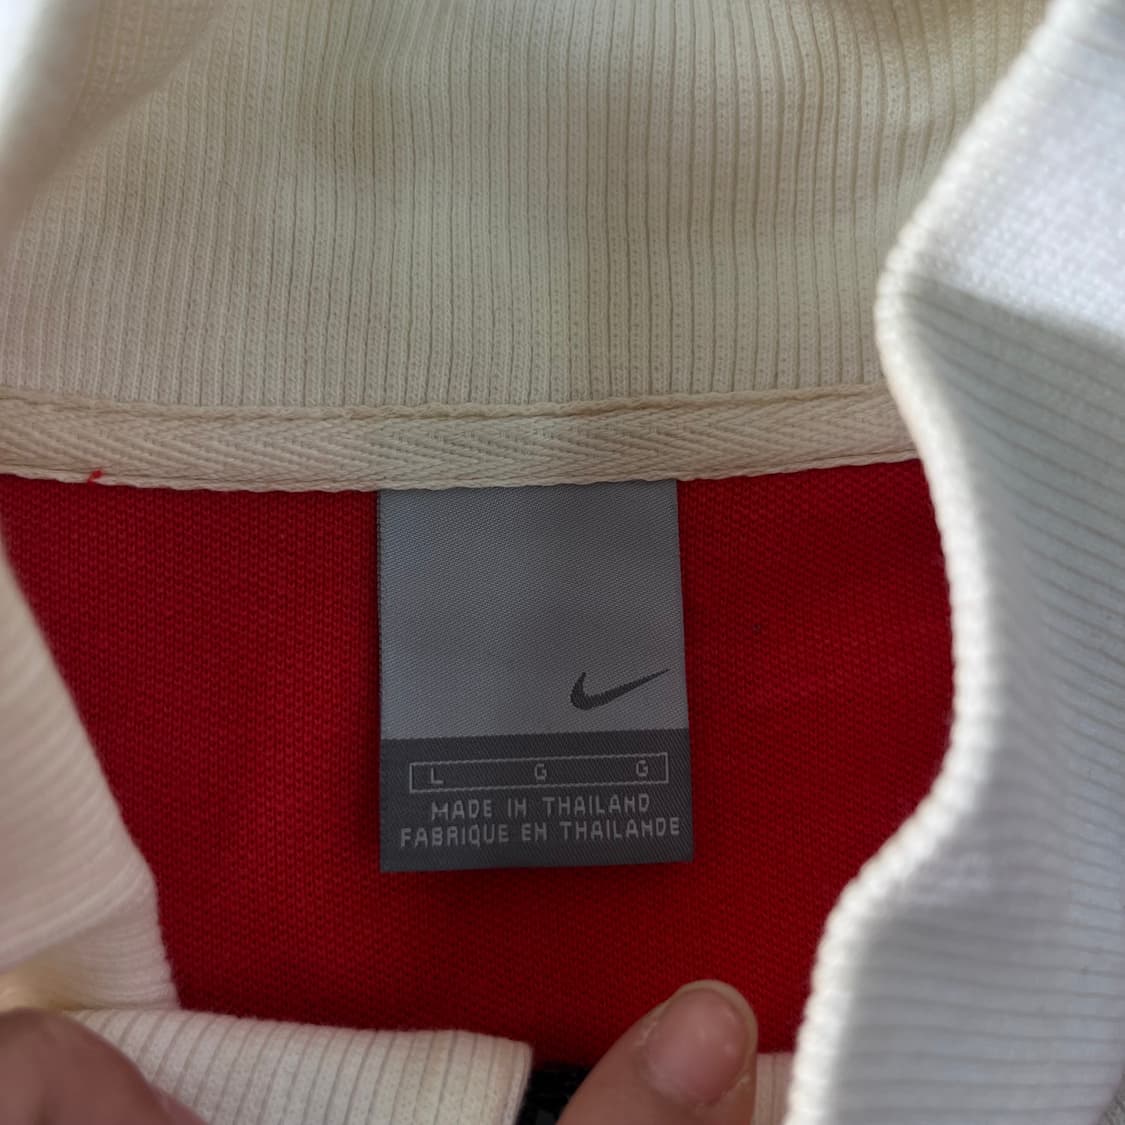 L G G
MADE IN THAILAND
FABRIQUE EN THAILANDE